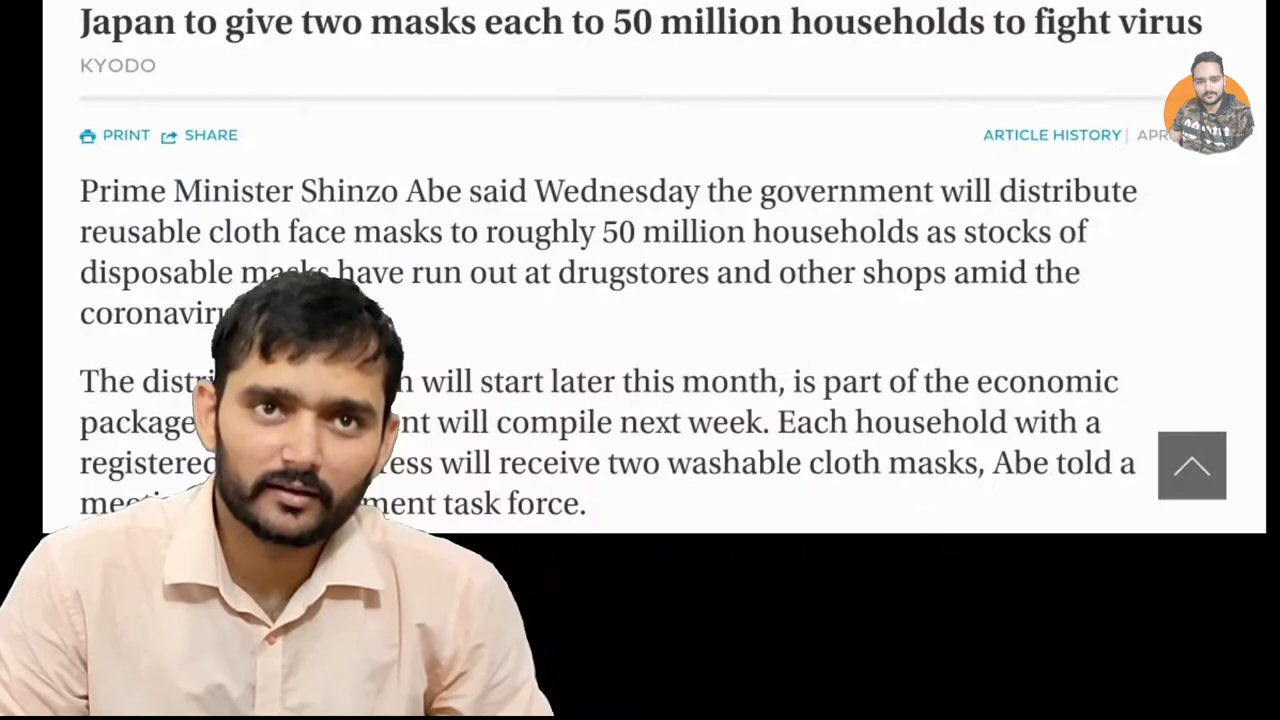 Japan to give two masks each to 50 million households to fight virus
KYODO
PRINT SHARE ARTICLE HISTORY |
Prime Minister Shinzo Abe said Wednesday the government will distribute
reusable cloth face masks to roughly 50 million households as stocks of
disposable masks have run out at drugstores and other shops amid the
The will start later this month, is part of the economic
package will compile next week. Each household with a
registered will receive two washable cloth masks, Abe told a
task force.